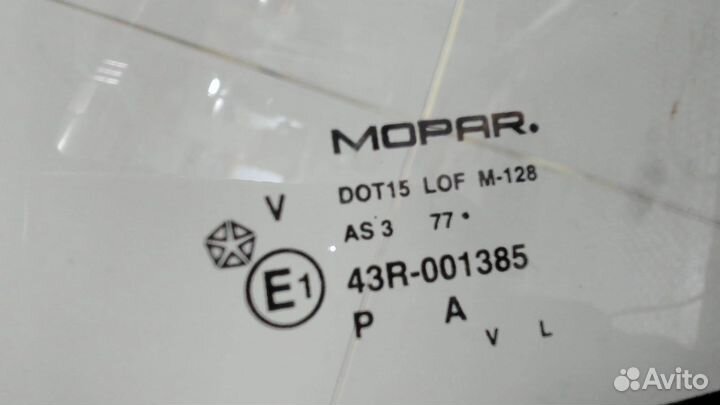 MOPAR.
DOT15 LOF M-128
V
AS 3 77 •
E1 43R-001385
P A
V L
Avito